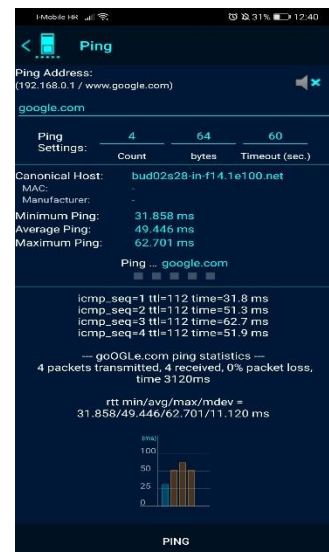 I-Mobile HR 31% 12:40
< Ping
Ping Address:
(192.168.0.1 / www.google.com)
google.com
Ping Settings: 4 64 60
Count bytes Timeout (sec.)
Canonical Host: bud02s28-in-f14.1e100.net
MAC: -
Manufacturer: -
Minimum Ping: 31.858 ms
Average Ping: 49.446 ms
Maximum Ping: 62.701 ms
Ping ... google.com
icmp_seq=1 ttl=112 time=31.8 ms
icmp_seq=2 ttl=112 time=51.3 ms
icmp_seq=3 ttl=112 time=62.7 ms
icmp_seq=4 ttl=112 time=51.9 ms
--- goOGLe.com ping statistics ---
4 packets transmitted, 4 received, 0% packet loss,
time 3120ms
rtt min/avg/max/mdev =
31.858/49.446/62.701/11.120 ms
(ms)
100
50
25
0
PING